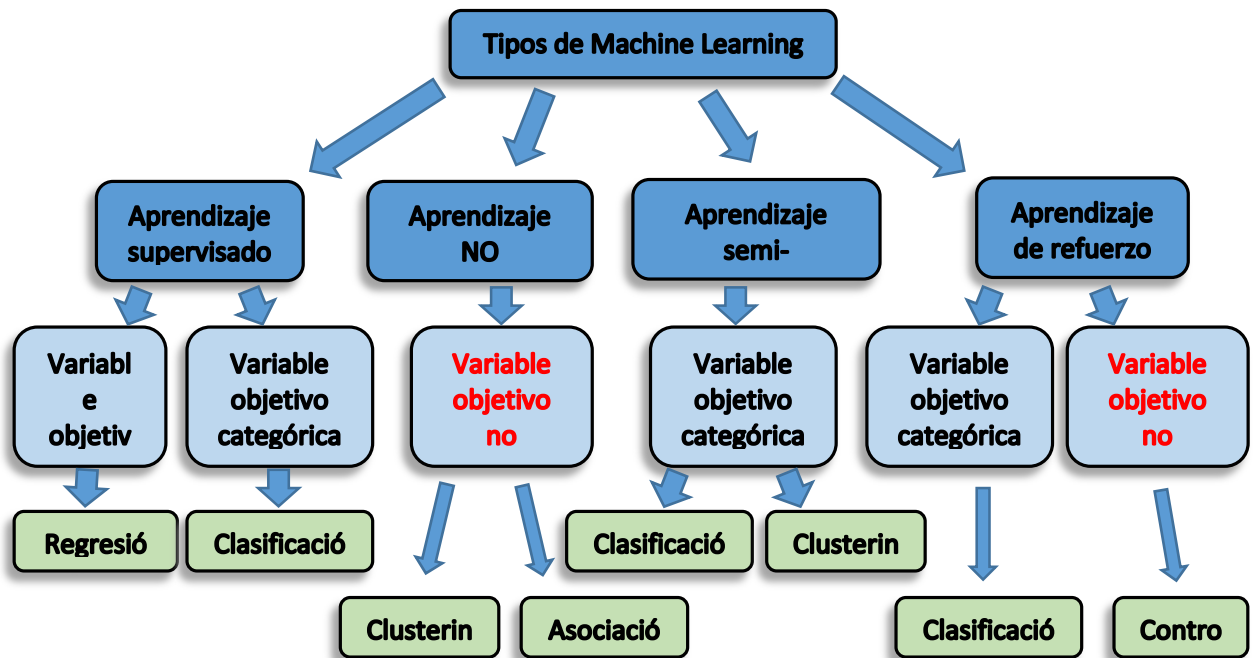 Tipos de Machine Learning
Aprendizaje
supervisado
Aprendizaje
NO
Aprendizaje
semi-
Aprendizaje
de refuerzo
Variabl
e
objetiv
Variable
objetivo
categórica
Variable
objetivo
no
Variable
objetivo
categórica
Variable
objetivo
categórica
Variable
objetivo
no
Regresió
Clasificació
Clasificació
Clusterin
Clusterin
Asociació
Clasificació
Contro